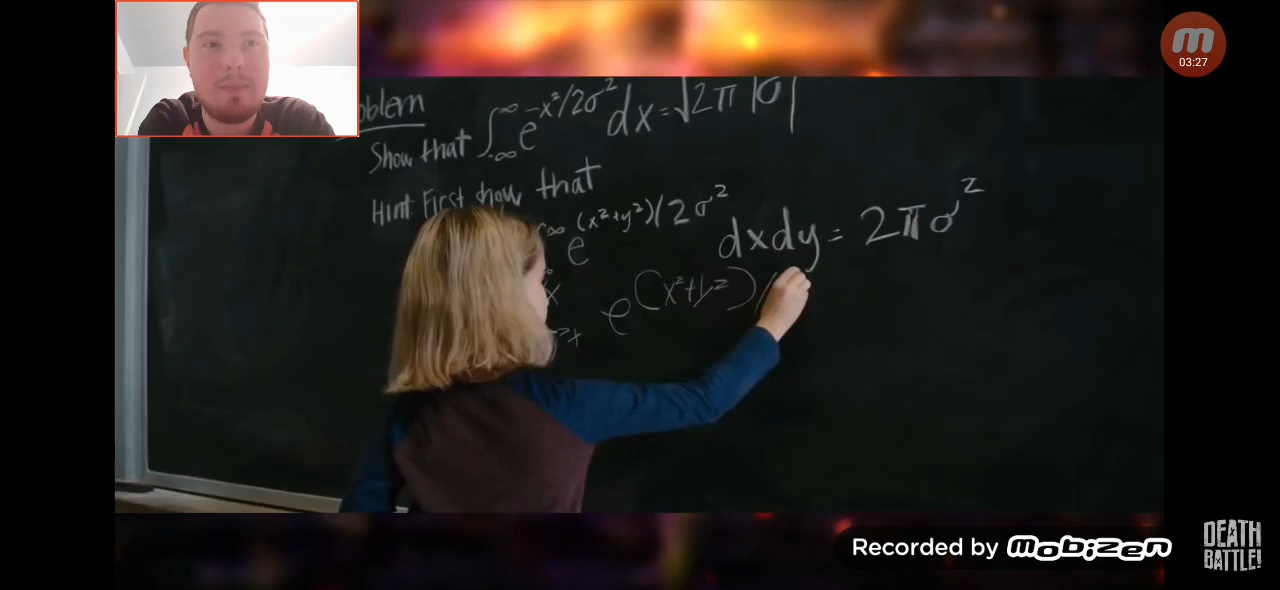 m
03:27
oblem
Show that ∫_-∞^∞ e^-x²/2σ² dx = √2π |σ|
Hint: First show that
∞ e^(x²+y²)/2σ² dxdy = 2πσ²
x e^(x²+y²)/
Recorded by mobizen
DEATH
BATTLE!